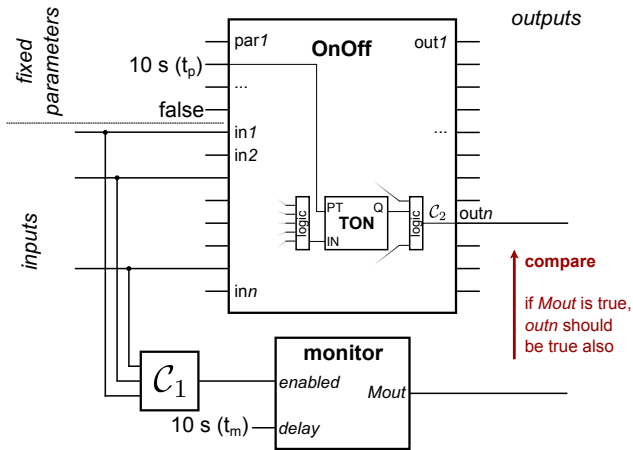 outputs
fixed
parameters
par1
OnOff
out1
10 s (tp)
...
false
in1
...
in2
inputs
logic
PT
Q
TON
IN
logic
C2
outn
compare
if Mout is true,
outn should
be true also
inn
monitor
C1
enabled
Mout
10 s (tm)
delay